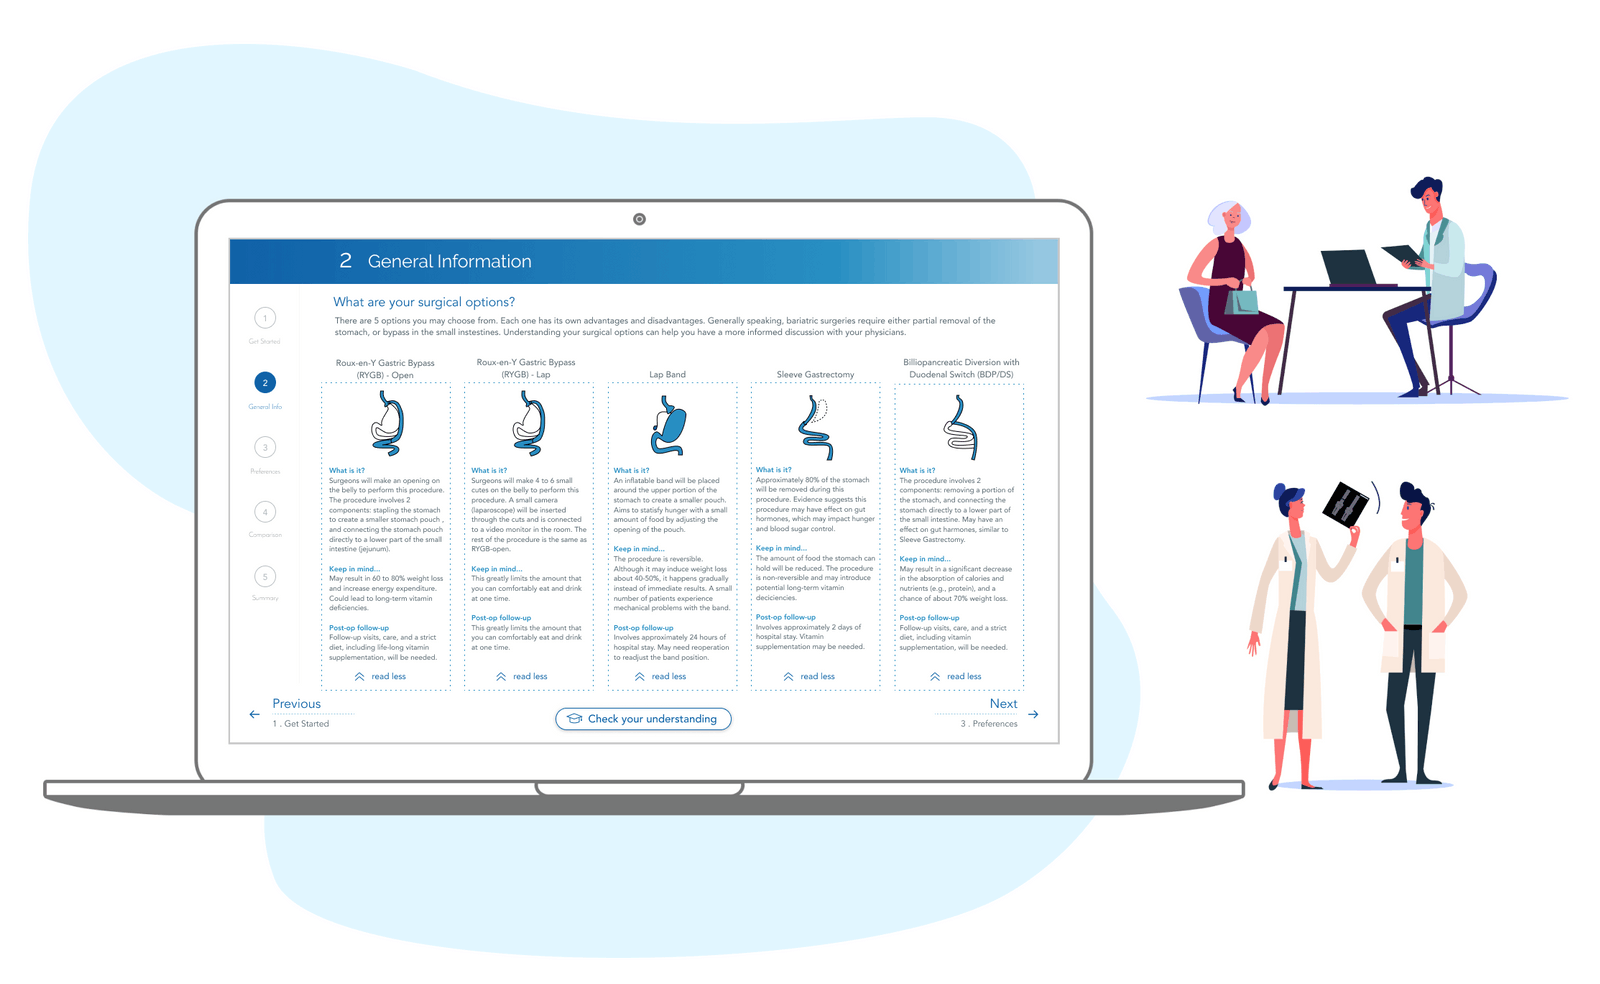 2 General Information
1
Get Started
2
General Info
3
Preferences
4
Comparison
5
Summary
What are your surgical options?
There are 5 options you may choose from. Each one has its own advantages and disadvantages. Generally speaking, bariatric surgeries require either partial removal of the
stomach, or bypass in the small instestines. Understanding your surgical options can help you have a more informed discussion with your physicians.
Roux-en-Y Gastric Bypass
(RYGB) - Open
What is it?
Surgeons will make an opening on
the belly to perform this procedure.
The procedure involves 2
components: stapling the stomach
to create a smaller stomach pouch ,
and connecting the stomach pouch
directly to a lower part of the small
intestine (jejunum).
Keep in mind...
May result in 60 to 80% weight loss
and increase energy expenditure.
Could lead to long-term vitamin
deficiencies.
Post-op follow-up
Follow-up visits, care, and a strict
diet, including life-long vitamin
supplementation, will be needed.
read less
Roux-en-Y Gastric Bypass
(RYGB) - Lap
What is it?
Surgeons will make 4 to 6 small
cutes on the belly to perform this
procedure. A small camera
(laparoscope) will be inserted
through the cuts and is connected
to a video monitor in the room. The
rest of the procedure is the same as
RYGB-open.
Keep in mind...
This greatly limits the amount that
you can comfortably eat and drink
at one time.
Post-op follow-up
This greatly limits the amount that
you can comfortably eat and drink
at one time.
read less
Lap Band
What is it?
An inflatable band will be placed
around the upper portion of the
stomach to create a smaller pouch.
Aims to statisfy hunger with a small
amount of food by adjusting the
opening of the pouch.
Keep in mind...
The procedure is reversible.
Although it may induce weight loss
about 40-50%, it happens gradually
instead of immediate results. A small
number of patients experience
mechanical problems with the band.
Post-op follow-up
Involves approximately 24 hours of
hospital stay. May need reoperation
to readjust the band position.
read less
Sleeve Gastrectomy
What is it?
Approximately 80% of the stomach
will be removed during this
procedure. Evidence suggests this
procedure may have effect on gut
hormones, which may impact hunger
and blood sugar control.
Keep in mind...
The amount of food the stomach can
hold will be reduced. The procedure
is non-reversible and may introduce
potential long-term vitamin
deciciencies.
Post-op follow-up
Involves approximately 2 days of
hospital stay. Vitamin
supplementation may be needed.
read less
Billiopancreatic Diversion with
Duodenal Switch (BDP/DS)
What is it?
The procedure involves 2
components: removing a portion of
the stomach, and connecting the
stomach directly to a lower part of
the small intestine. May have an
effect on gut harmones, similar to
Sleeve Gastrectomy.
Keep in mind...
May result in a significant decrease
in the absorption of calories and
nutrients (e.g., protein), and a
chance of about 70% weight loss.
Post-op follow-up
Follow-up visits, care, and a strict
diet, including vitamin
supplementation, will be needed.
read less
Previous
1 . Get Started
Check your understanding
Next
3 . Preferences